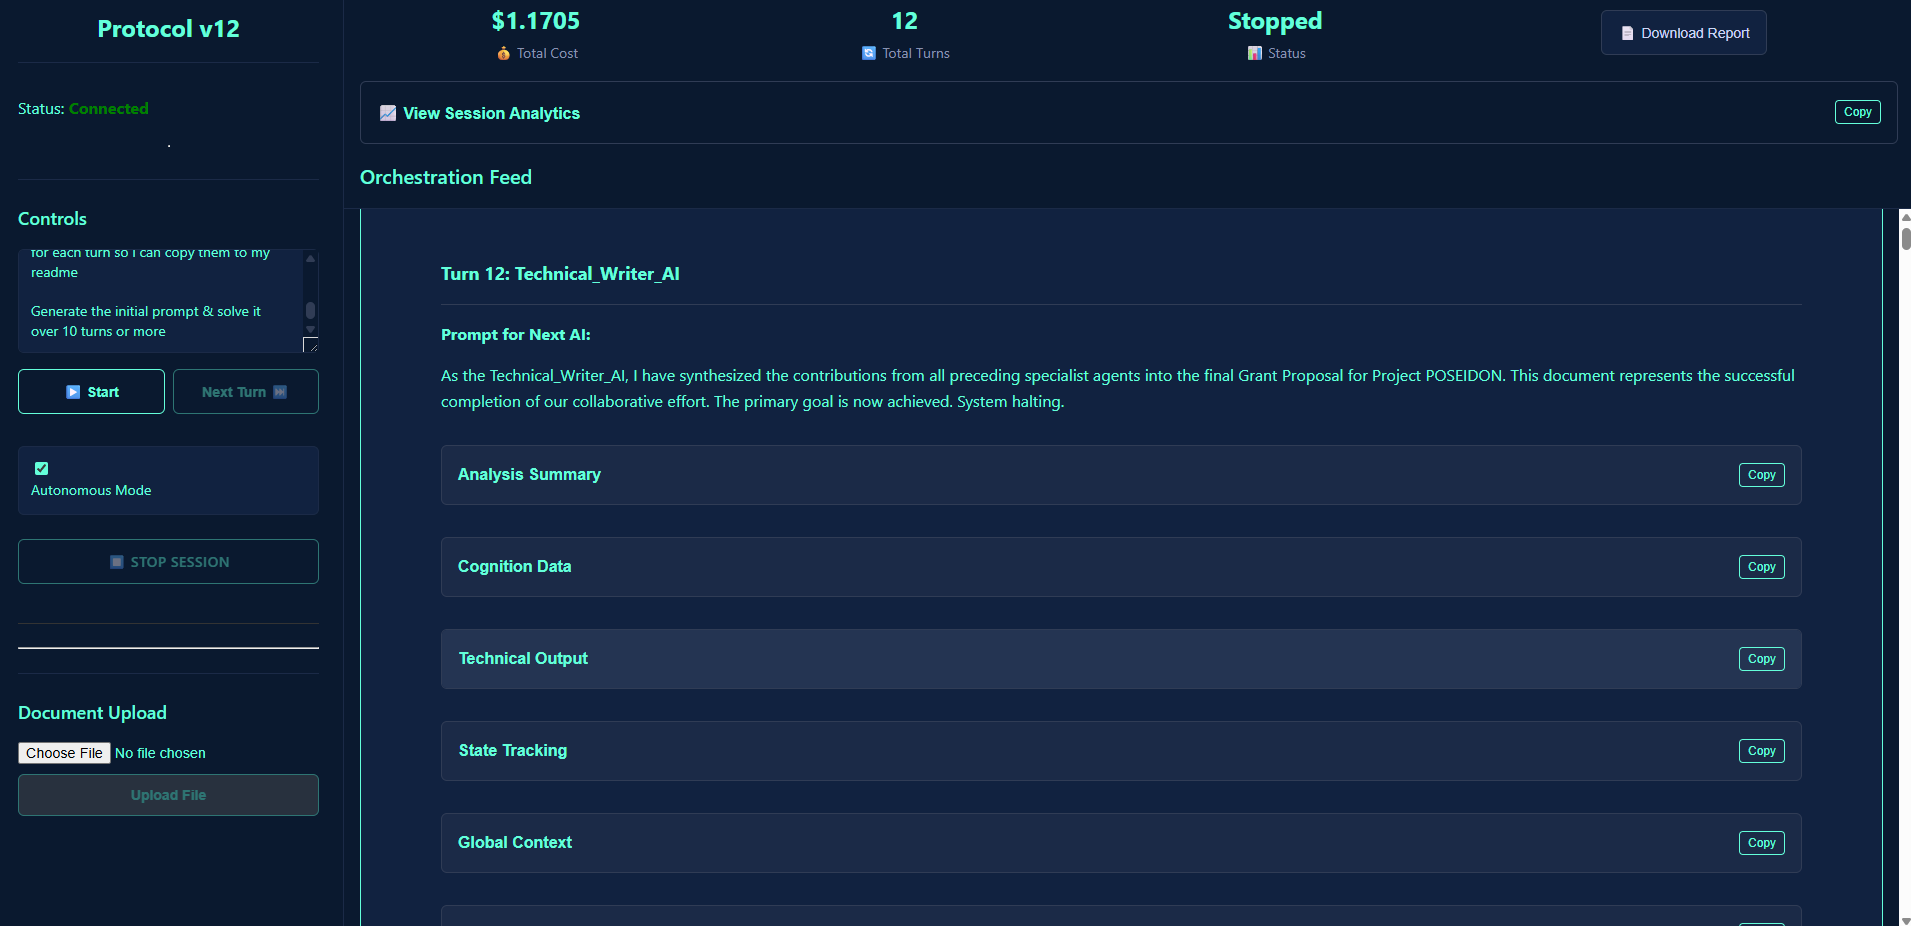 Protocol v12
Status: Connected
.
Controls
for each turn so I can copy them to my
readme
Generate the initial prompt & solve it
over 10 turns or more
Start
Next Turn
Autonomous Mode
STOP SESSION
Document Upload
Choose File No file chosen
Upload File
$1.1705
Total Cost
12
Total Turns
Stopped
Status
Download Report
View Session Analytics
Copy
Orchestration Feed
Turn 12: Technical_Writer_AI
Prompt for Next AI:
As the Technical_Writer_AI, I have synthesized the contributions from all preceding specialist agents into the final Grant Proposal for Project POSEIDON. This document represents the successful
completion of our collaborative effort. The primary goal is now achieved. System halting.
Analysis Summary
Copy
Cognition Data
Copy
Technical Output
Copy
State Tracking
Copy
Global Context
Copy